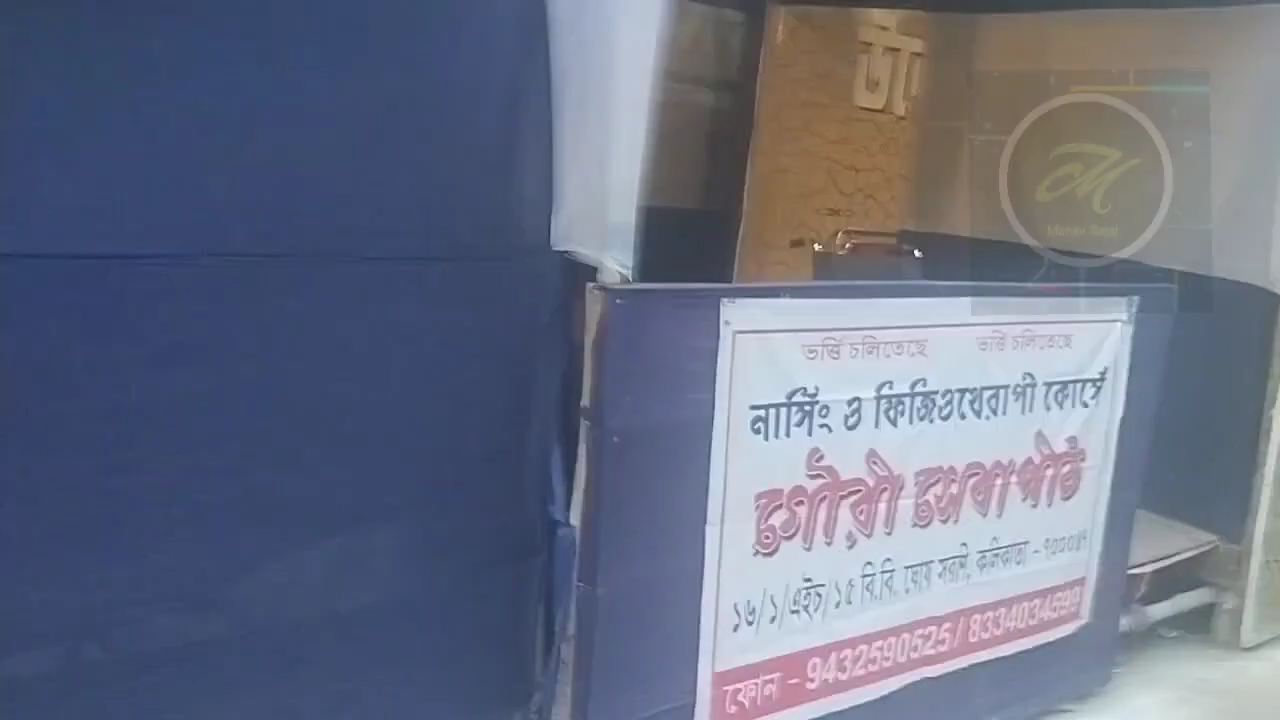 ভর্ত্তি চলিতেছে ভর্ত্তি চলিতেছে
নার্সিং ও ফিজিওথেরাপী কোর্সে
গৌরী সেবা পীঠ
১৬/১/এইচ/১৫ বি.বি. ঘোষ সরণী, কলিকাতা -
ফোন - 9432590525 / 8334034599